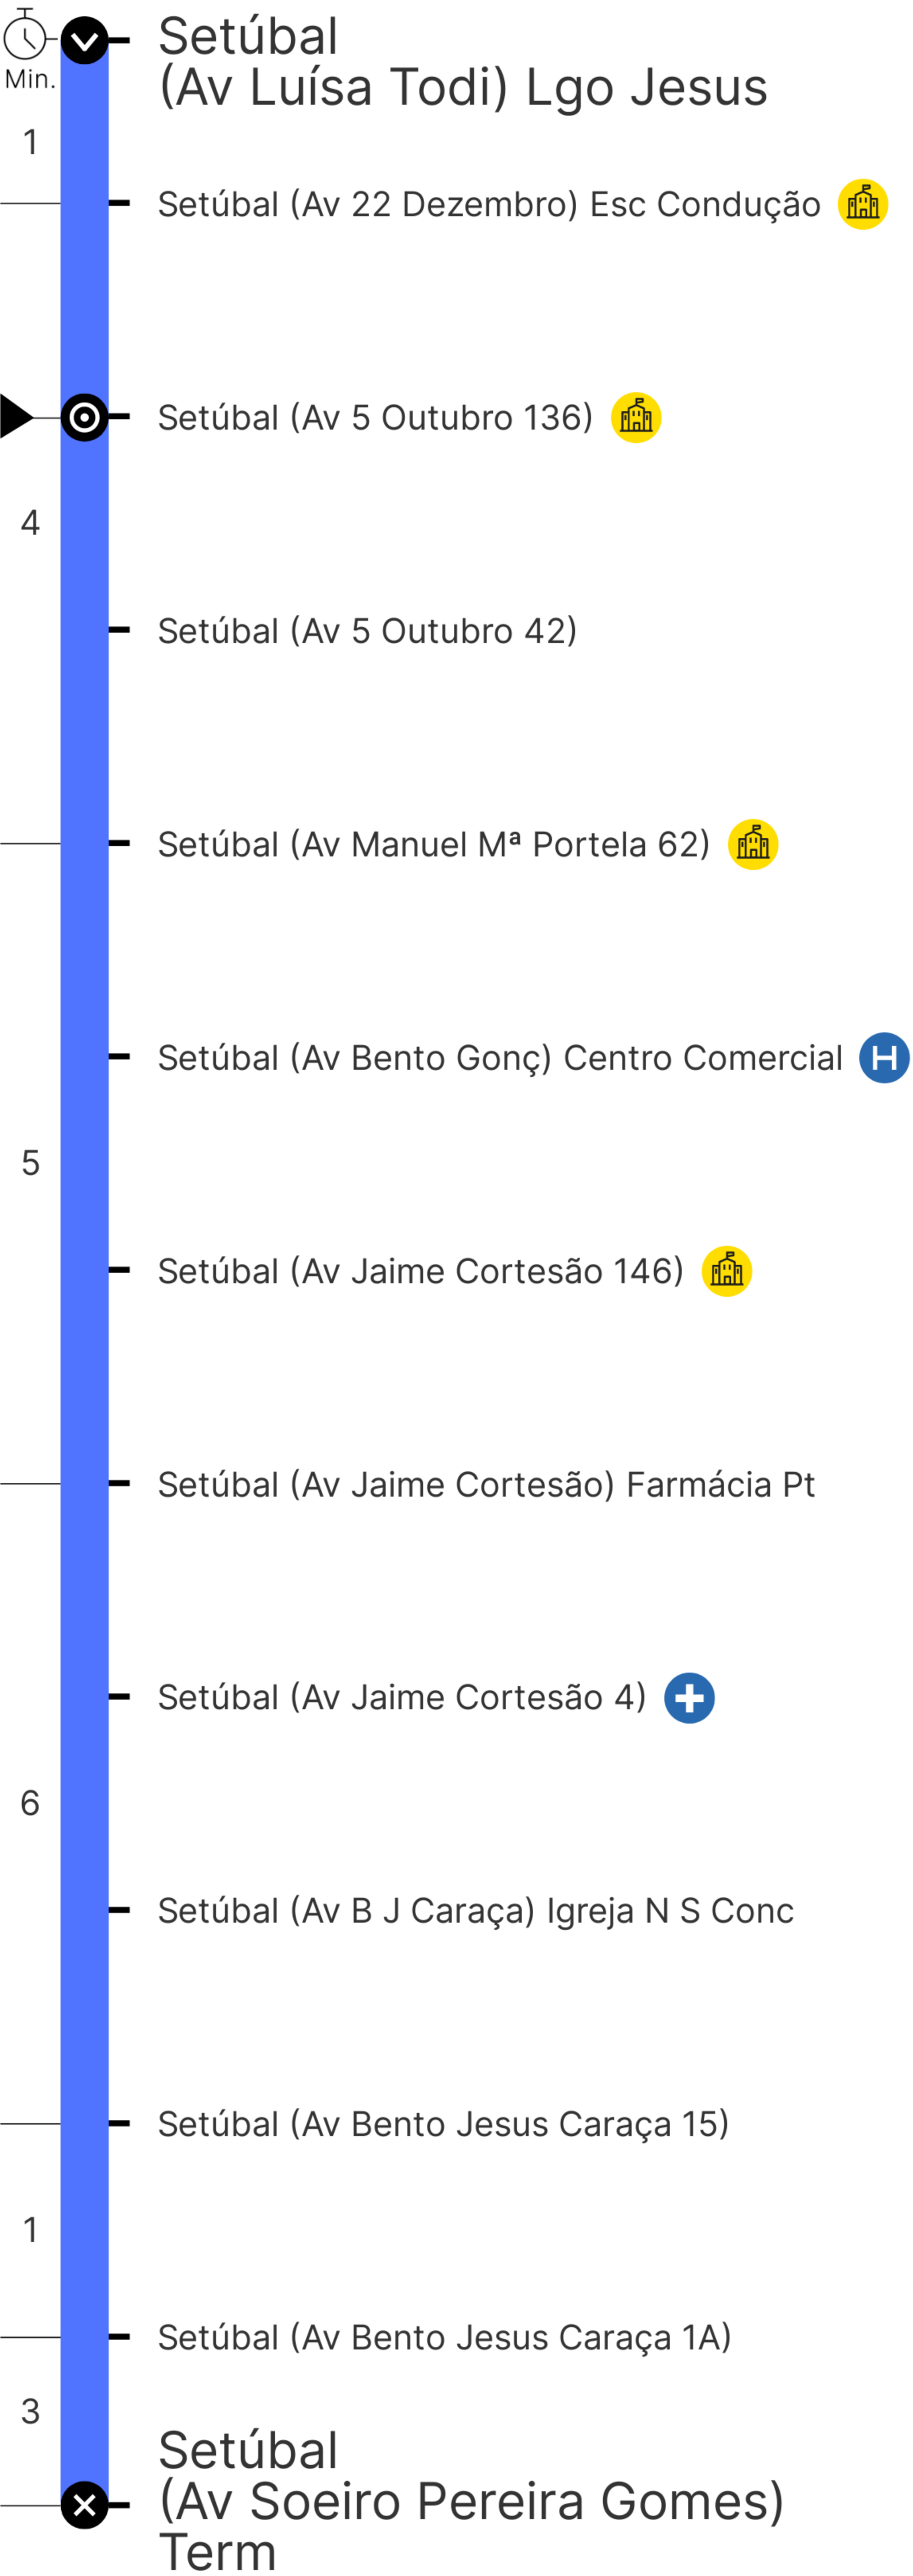 Setúbal
(Av Luísa Todi) Lgo Jesus
Min.
1
Setúbal (Av 22 Dezembro) Esc Condução
Setúbal (Av 5 Outubro 136)
4
Setúbal (Av 5 Outubro 42)
Setúbal (Av Manuel Mª Portela 62)
Setúbal (Av Bento Gonç) Centro Comercial H
5
Setúbal (Av Jaime Cortesão 146)
Setúbal (Av Jaime Cortesão) Farmácia Pt
Setúbal (Av Jaime Cortesão 4)
6
Setúbal (Av B J Caraça) Igreja N S Conc
Setúbal (Av Bento Jesus Caraça 15)
1
Setúbal (Av Bento Jesus Caraça 1A)
3
Setúbal
(Av Soeiro Pereira Gomes)
Term